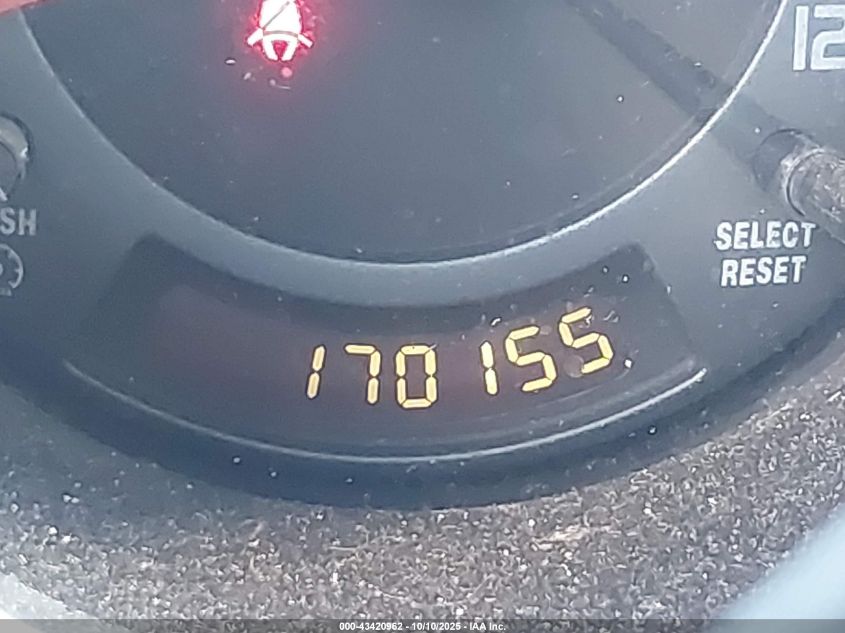 12
SH
SELECT
RESET
170155
000-43420962 - 10/10/2025 - IAA Inc.